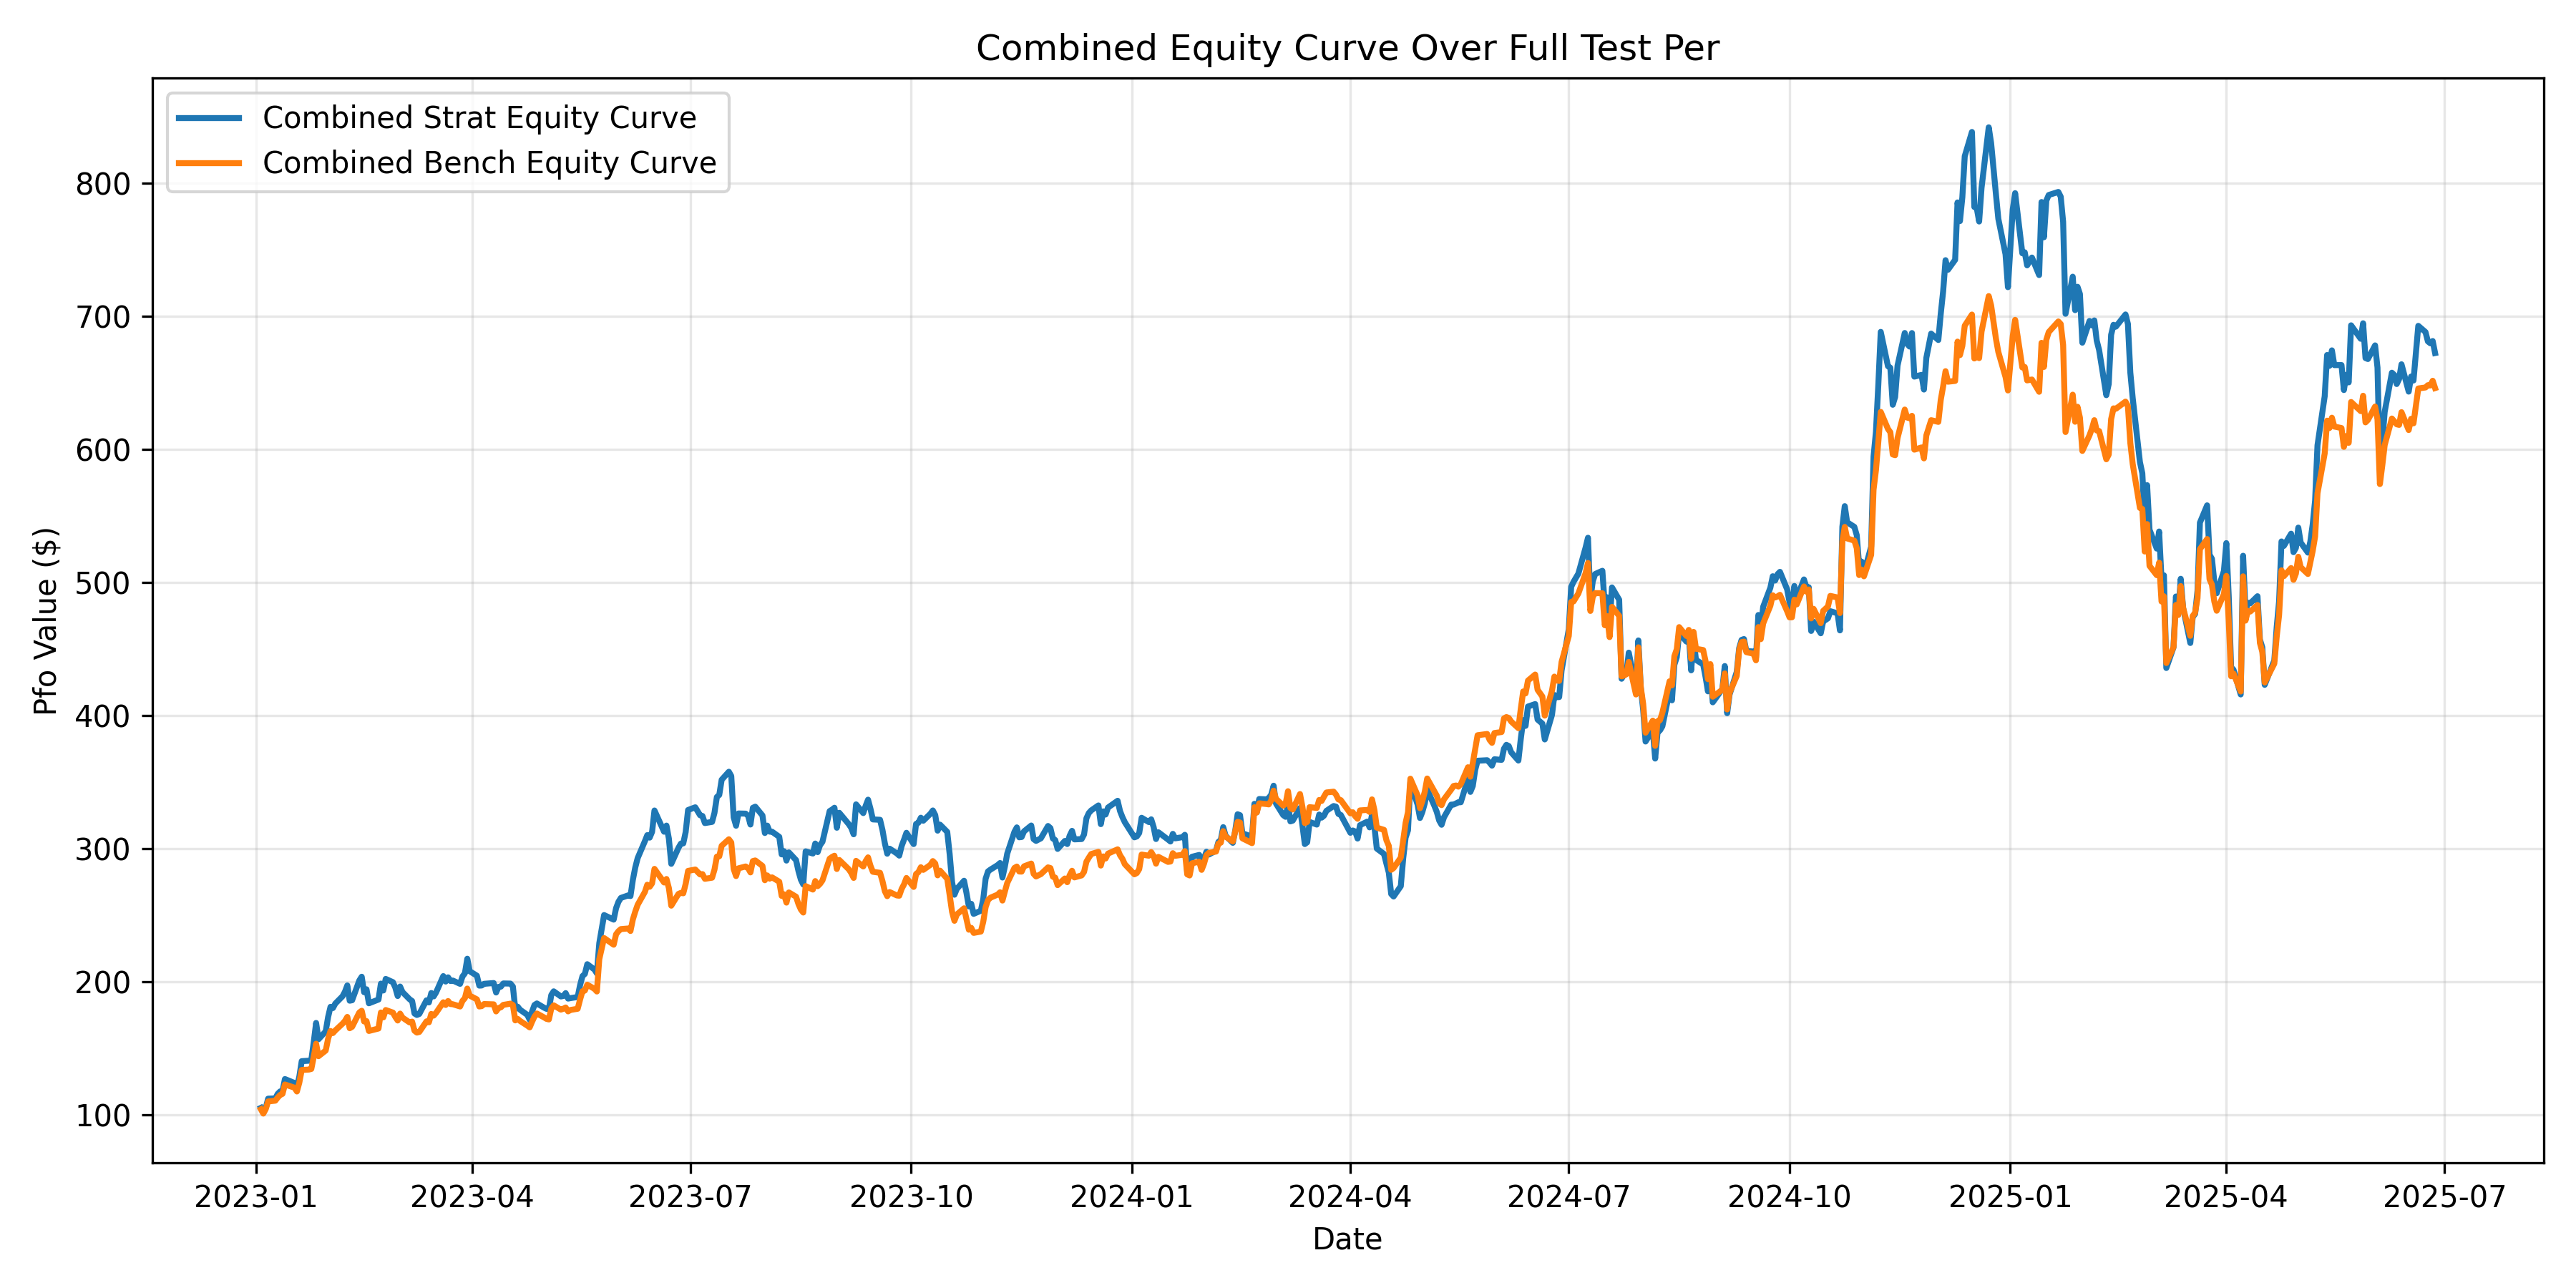 Combined Equity Curve Over Full Test Per
Combined Strat Equity Curve
Combined Bench Equity Curve
Pfo Value ($)
800
700
600
500
400
300
200
100
2023-01 2023-04 2023-07 2023-10 2024-01 2024-04 2024-07 2024-10 2025-01 2025-04 2025-07
Date